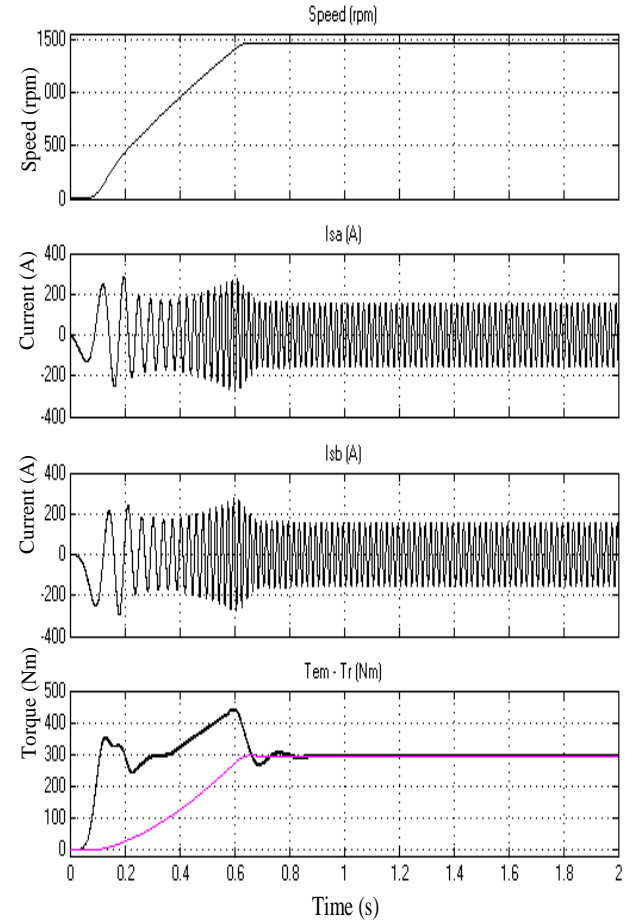 Speed (rpm)
Speed (rpm)
1500
000
500
0
Isa (A)
Current (A)
400
200
0
-200
-400
Isb (A)
Current (A)
400
200
0
-200
-400
Tem - Tr (Nm)
Torque (Nm)
500
400
300
200
100
0
0 0.2 0.4 0.6 0.8 1 1.2 1.4 1.6 1.8 2
Time (s)